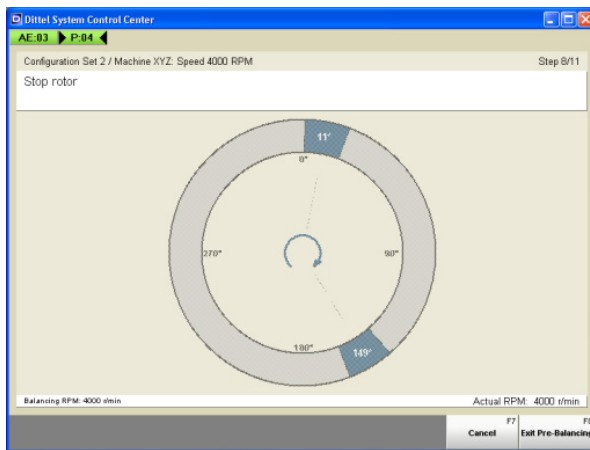 Dittel System Control Center
AE:03 P:04
Configuration Set 2 / Machine XYZ: Speed 4000 RPM Step 8/11
Stop rotor
11°
0°
270° 90°
180° 149°
Balancing RPM: 4000 r/min Actual RPM: 4000 r/min
F7
Cancel Exit Pre-Balancing